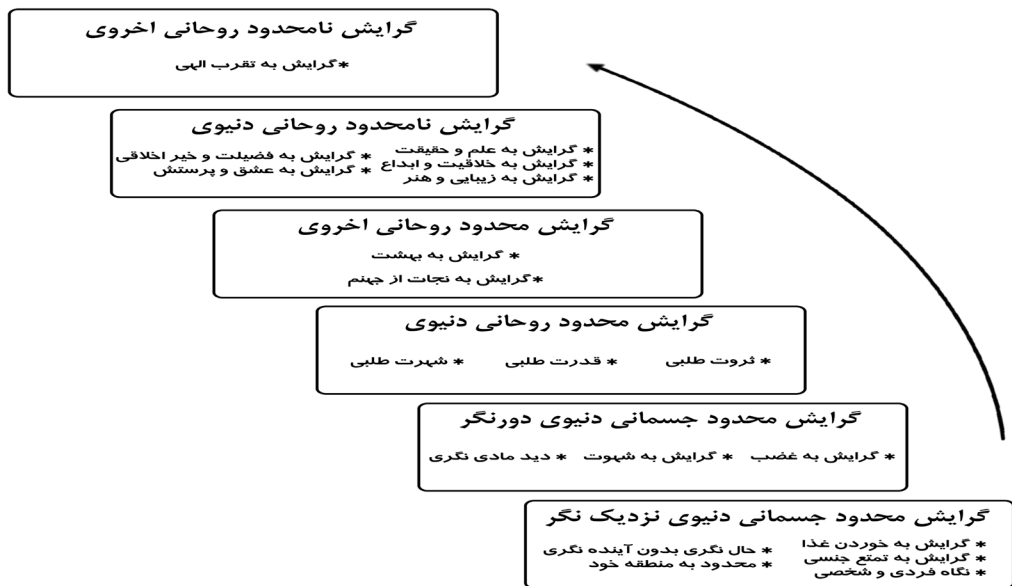 گرایش نامحدود روحانی اخروی
*گرایش به تقرب الهی
گرایش نامحدود روحانی دنیوی
* گرایش به علم و حقیقت
* گرایش به خلاقیت و ابداع
* گرایش به زیبایی و هنر
* گرایش به فضیلت و خیر اخلاقی
* گرایش به عشق و پرستش
گرایش محدود روحانی اخروی
* گرایش به بهشت
*گرایش به نجات از جهنم
گرایش محدود روحانی دنیوی
* ثروت طلبی * قدرت طلبی * شهرت طلبی
گرایش محدود جسمانی دنیوی دورنگر
* گرایش به غضب * گرایش به شهوت * دید مادی نگری
گرایش محدود جسمانی دنیوی نزدیک نگر
* گرایش به خوردن غذا
* گرایش به تمتع جنسی
* نگاه فردی و شخصی
* حال نگری بدون آینده نگری
* محدود به منطقه خود